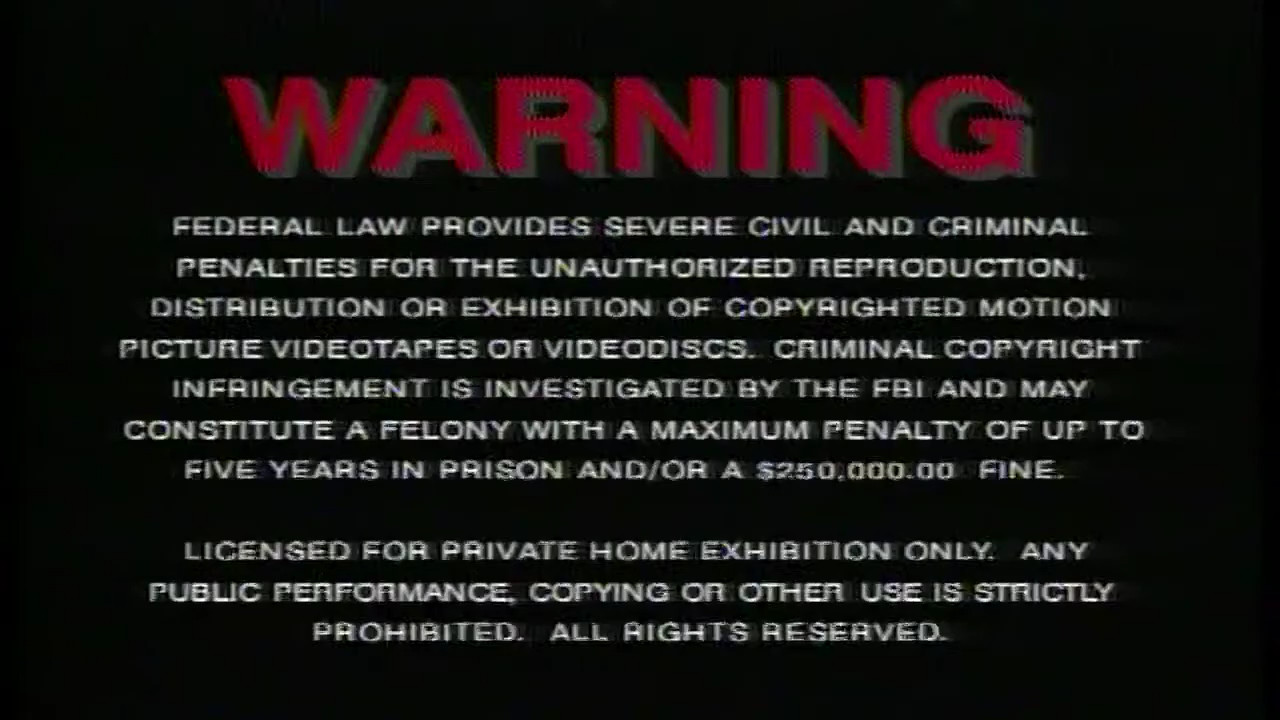 WARNING
FEDERAL LAW PROVIDES SEVERE CIVIL AND CRIMINAL
PENALTIES FOR THE UNAUTHORIZED REPRODUCTION,
DISTRIBUTION OR EXHIBITION OF COPYRIGHTED MOTION
PICTURE VIDEOTAPES OR VIDEODISCS. CRIMINAL COPYRIGHT
INFRINGEMENT IS INVESTIGATED BY THE FBI AND MAY
CONSTITUTE A FELONY WITH A MAXIMUM PENALTY OF UP TO
FIVE YEARS IN PRISON AND/OR A $250,000.00 FINE.
LICENSED FOR PRIVATE HOME EXHIBITION ONLY. ANY
PUBLIC PERFORMANCE, COPYING OR OTHER USE IS STRICTLY
PROHIBITED. ALL RIGHTS RESERVED.